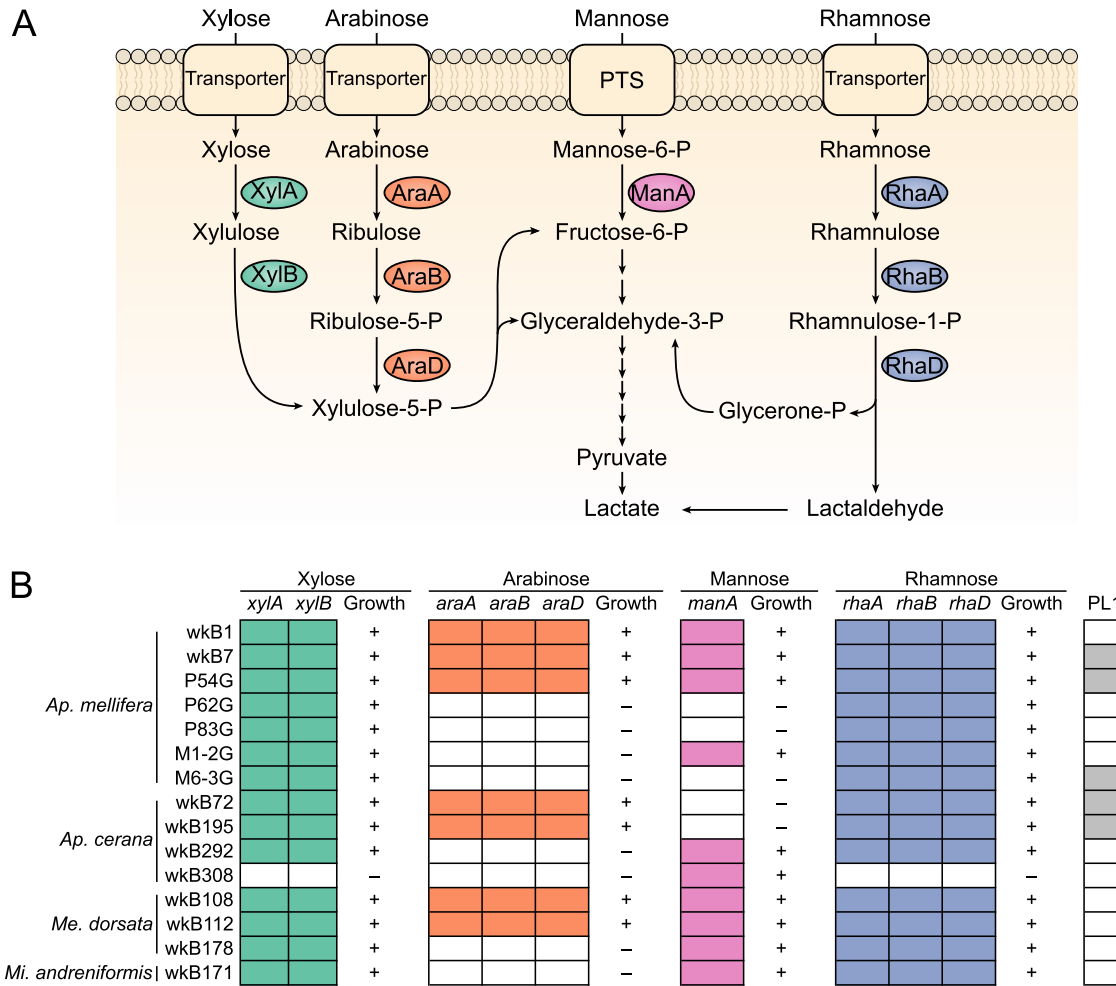 A
Xylose Arabinose Mannose Rhamnose
Transporter Transporter PTS Transporter
Xylose Arabinose Mannose-6-P Rhamnose
XylA AraA ManA RhaA
Xylulose Ribulose Fructose-6-P Rhamnulose
XylB AraB RhaB
Ribulose-5-P Glyceraldehyde-3-P Rhamnulose-1-P
AraD RhaD
Xylulose-5-P Glycerone-P
Pyruvate
Lactate Lactaldehyde
B
Xylose Arabinose Mannose Rhamnose
xylA xylB Growth araA araB araD Growth manA Growth rhaA rhaB rhaD Growth PL1
Ap. mellifera
wkB1 + + + +
wkB7 + + + +
P54G + + + +
P62G + – – +
P83G + – – +
M1-2G + – + +
M6-3G + – – +
Ap. cerana
wkB72 + + – +
wkB195 + + – +
wkB292 + – + +
wkB308 – – + –
Me. dorsata
wkB108 + + + +
wkB112 + + + +
wkB178 + – + +
Mi. andreniformis wkB171 + – + +